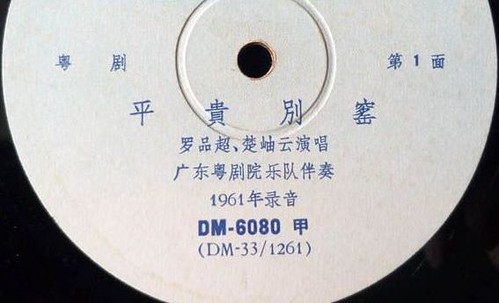 粤剧 第1面
平貴別窰
罗品超、楚岫云演唱
广东粤剧院乐队伴奏
1961年录音
DM-6080 甲
(DM-33/1261)